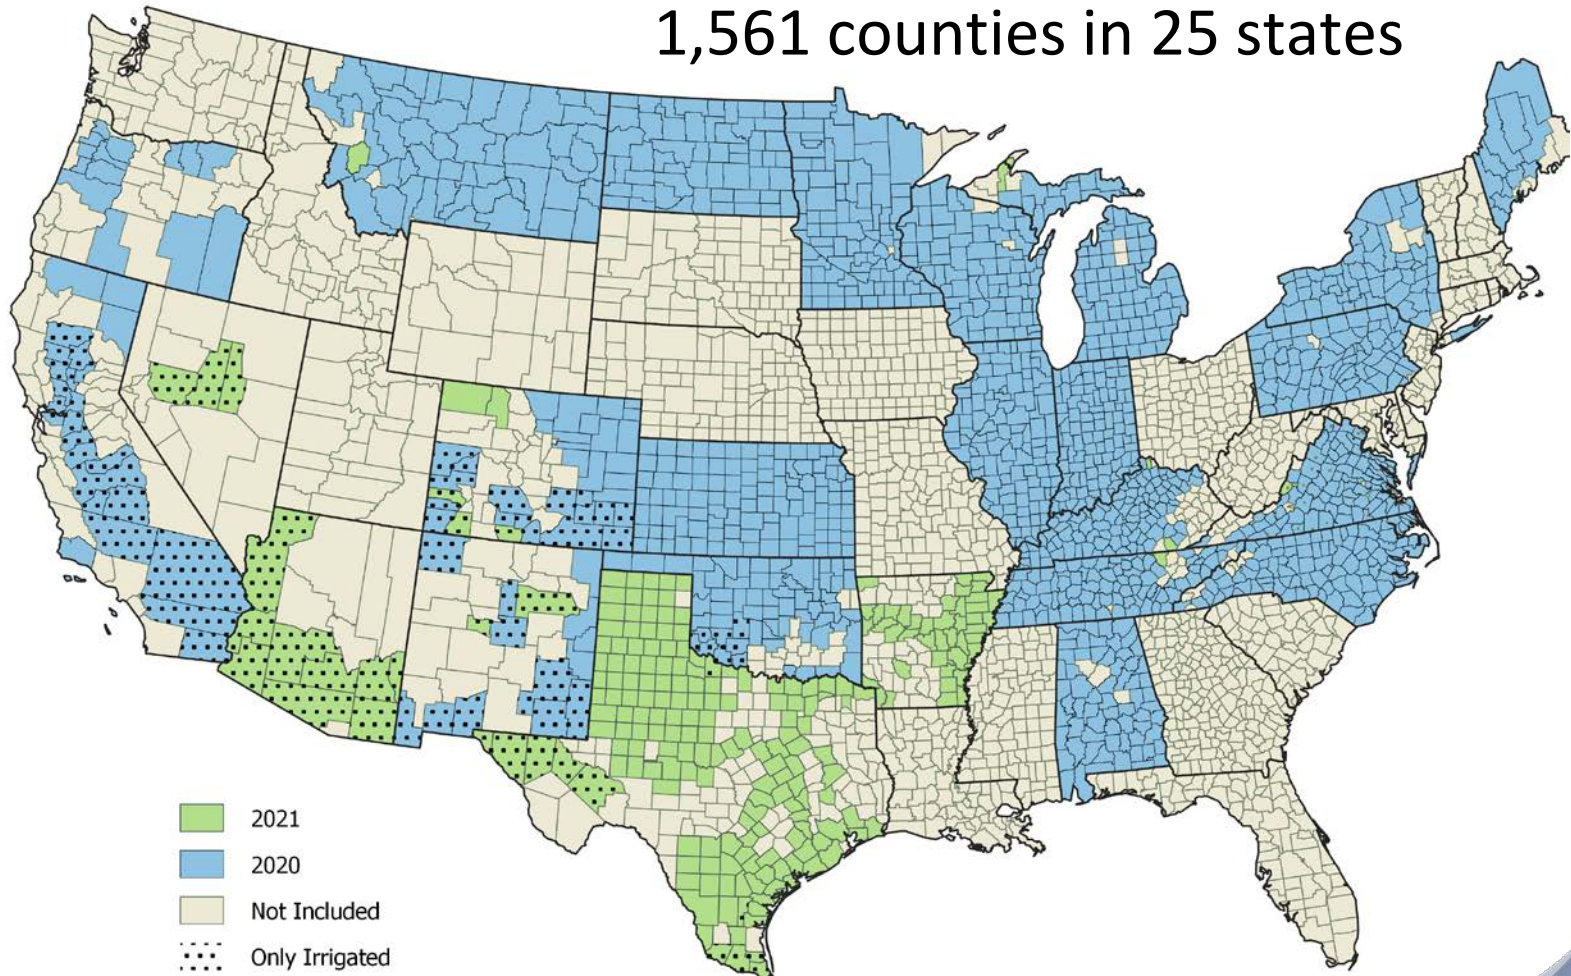 1,561 counties in 25 states
2021
2020
Not Included
Only Irrigated